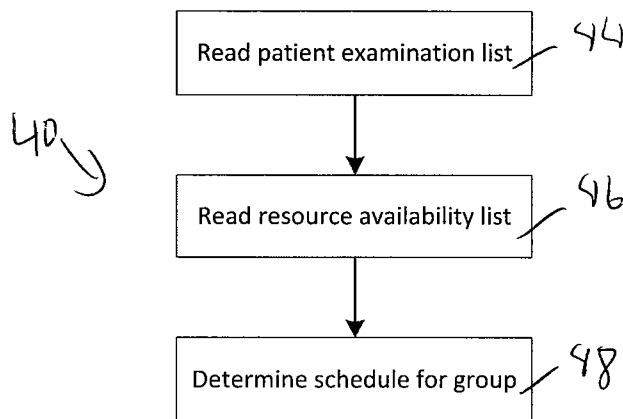 Read patient examination list 44
40
Read resource availability list 46
Determine schedule for group 48